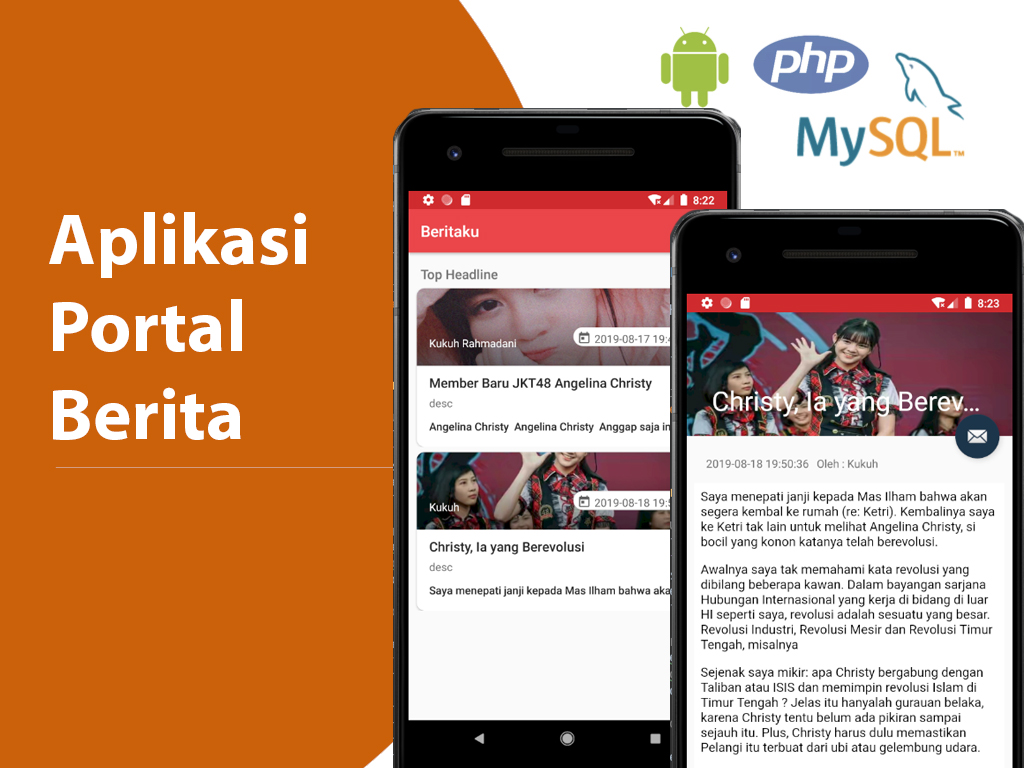 Aplikasi
Portal
Berita
php
MySQL™
8:22
Beritaku
Top Headline
Kukuh Rahmadani
2019-08-17 19:4
Member Baru JKT48 Angelina Christy
desc
Angelina Christy Angelina Christy Anggap saja in
Kukuh
2019-08-18 19:5
Christy, Ia yang Berevolusi
desc
Saya menepati janji kepada Mas Ilham bahwa aka
8:23
Christy, Ia yang Berev...
2019-08-18 19:50:36 Oleh : Kukuh
Saya menepati janji kepada Mas Ilham bahwa akan
segera kembal ke rumah (re: Ketri). Kembalinya saya
ke Ketri tak lain untuk melihat Angelina Christy, si
bocil yang konon katanya telah berevolusi.
Awalnya saya tak memahami kata revolusi yang
dibilang beberapa kawan. Dalam bayangan sarjana
Hubungan Internasional yang kerja di bidang di luar
HI seperti saya, revolusi adalah sesuatu yang besar.
Revolusi Industri, Revolusi Mesir dan Revolusi Timur
Tengah, misalnya
Sejenak saya mikir: apa Christy bergabung dengan
Taliban atau ISIS dan memimpin revolusi Islam di
Timur Tengah ? Jelas itu hanyalah gurauan belaka,
karena Christy tentu belum ada pikiran sampai
sejauh itu. Plus, Christy harus dulu memastikan
Pelangi itu terbuat dari ubi atau gelembung udara.